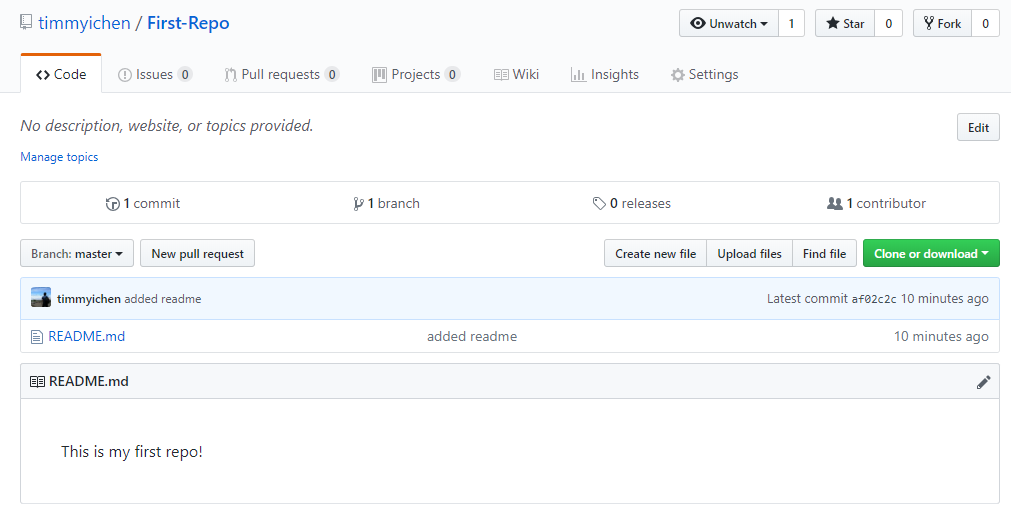 timmyichen / First-Repo Unwatch 1 Star 0 Fork 0
Code Issues 0 Pull requests 0 Projects 0 Wiki Insights Settings
No description, website, or topics provided. Edit
Manage topics
1 commit 1 branch 0 releases 1 contributor
Branch: master New pull request Create new file Upload files Find file Clone or download
timmyichen added readme Latest commit af02c2c 10 minutes ago
README.md added readme 10 minutes ago
README.md
This is my first repo!